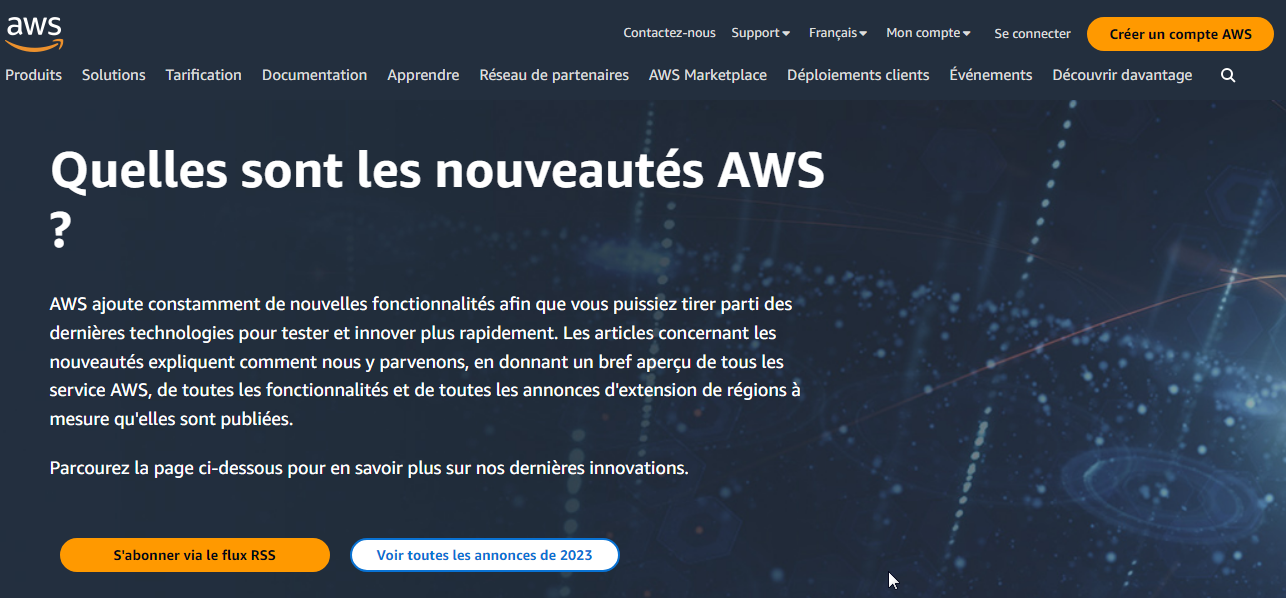 aws
Contactez-nous Support Français Mon compte Se connecter Créer un compte AWS
Produits Solutions Tarification Documentation Apprendre Réseau de partenaires AWS Marketplace Déploiements clients Événements Découvrir davantage
Quelles sont les nouveautés AWS
?
AWS ajoute constamment de nouvelles fonctionnalités afin que vous puissiez tirer parti des
dernières technologies pour tester et innover plus rapidement. Les articles concernant les
nouveautés expliquent comment nous y parvenons, en donnant un bref aperçu de tous les
service AWS, de toutes les fonctionnalités et de toutes les annonces d'extension de régions à
mesure qu'elles sont publiées.
Parcourez la page ci-dessous pour en savoir plus sur nos dernières innovations.
S'abonner via le flux RSS Voir toutes les annonces de 2023